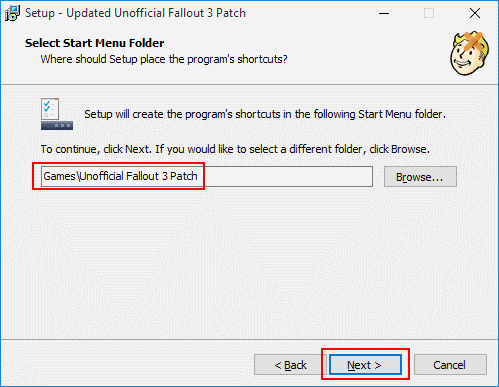 Setup - Updated Unofficial Fallout 3 Patch
Select Start Menu Folder
Where should Setup place the program's shortcuts?
Setup will create the program's shortcuts in the following Start Menu folder.
To continue, click Next. If you would like to select a different folder, click Browse.
Games\Unofficial Fallout 3 Patch
Browse...
< Back
Next >
Cancel